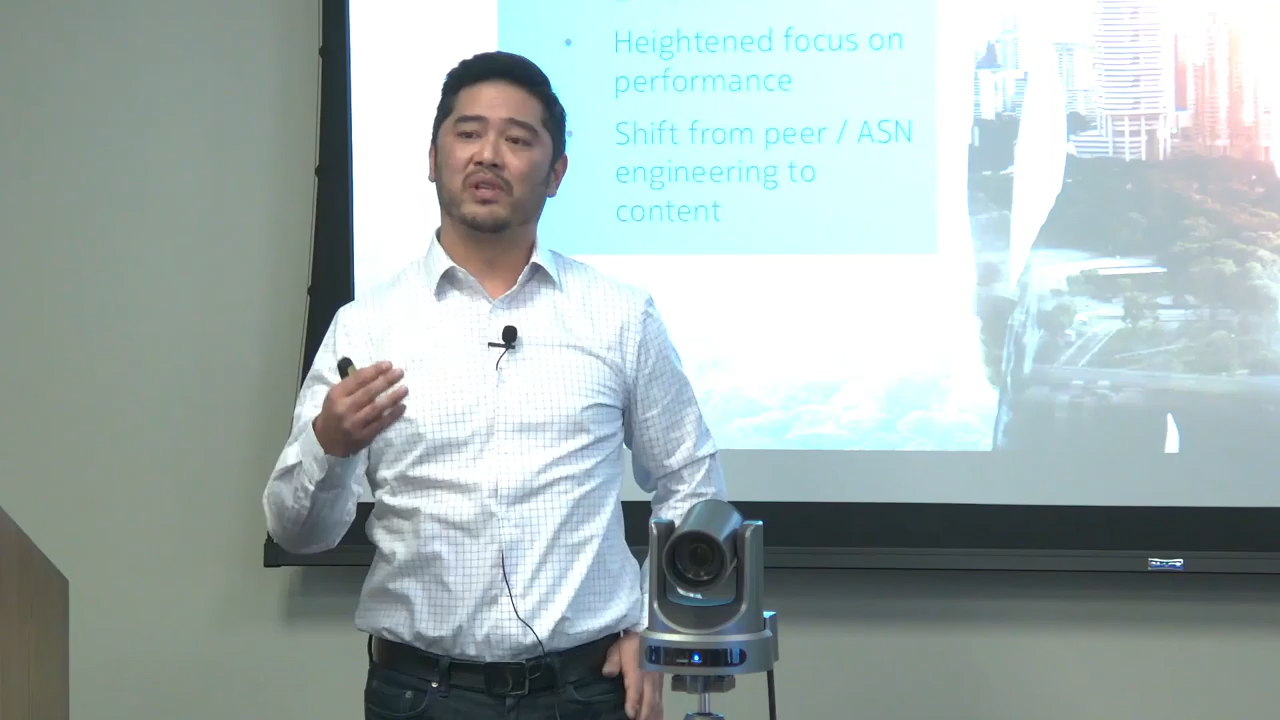 Heightened focus on
performance
Shift from peer / ASN
engineering to
content